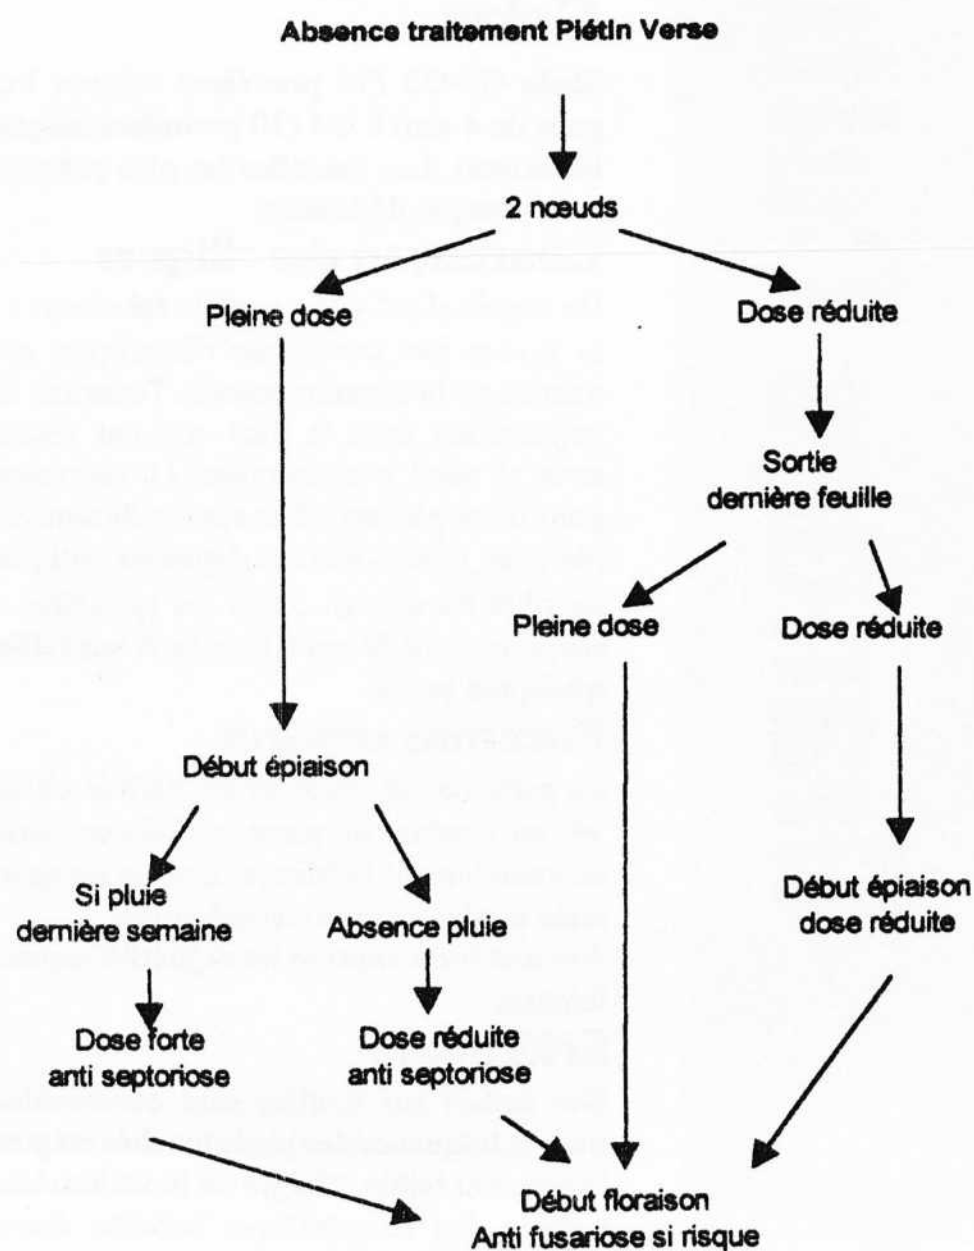 Absence traitement Piétin Verse
2 nœuds
Pleine dose
Dose réduite
Sortie
dernière feuille
Pleine dose
Dose réduite
Début épiaison
Si pluie
dernière semaine
Absence pluie
Début épiaison
dose réduite
Dose forte
anti septoriose
Dose réduite
anti septoriose
Début floraison
Anti fusariose si risque